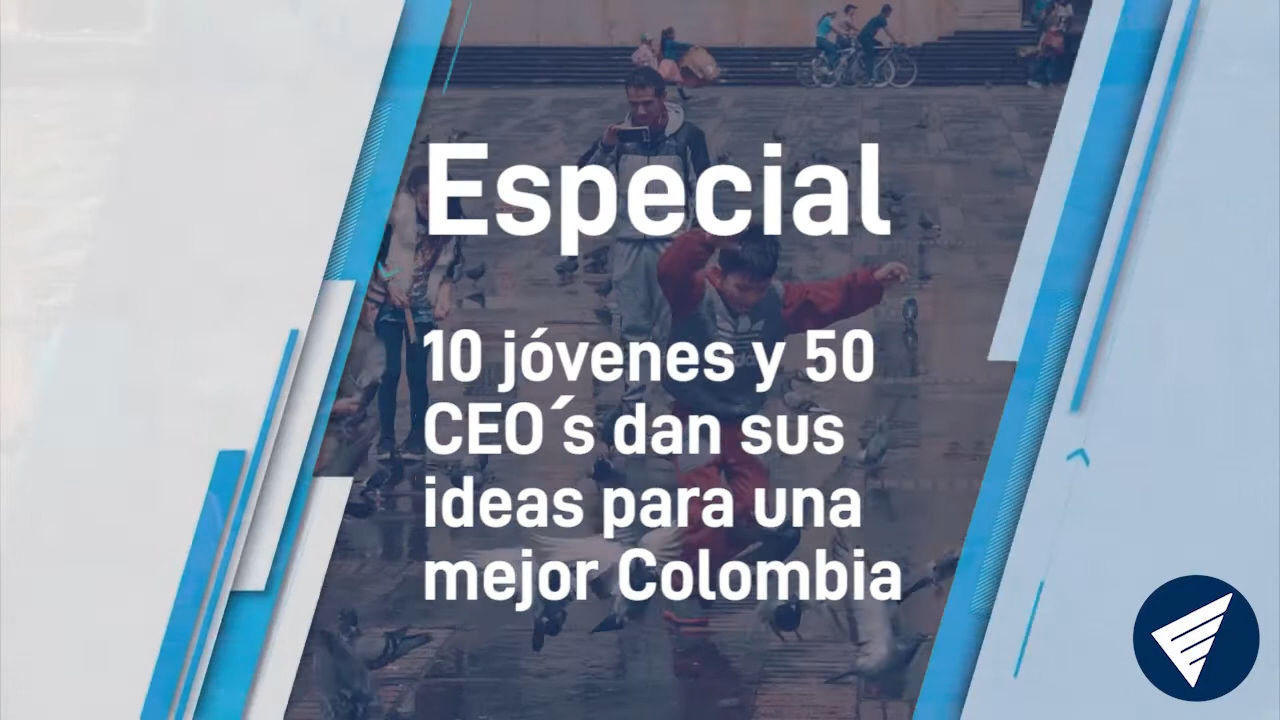 Especial
10 jóvenes y 50
CEO´s dan sus
ideas para una
mejor Colombia